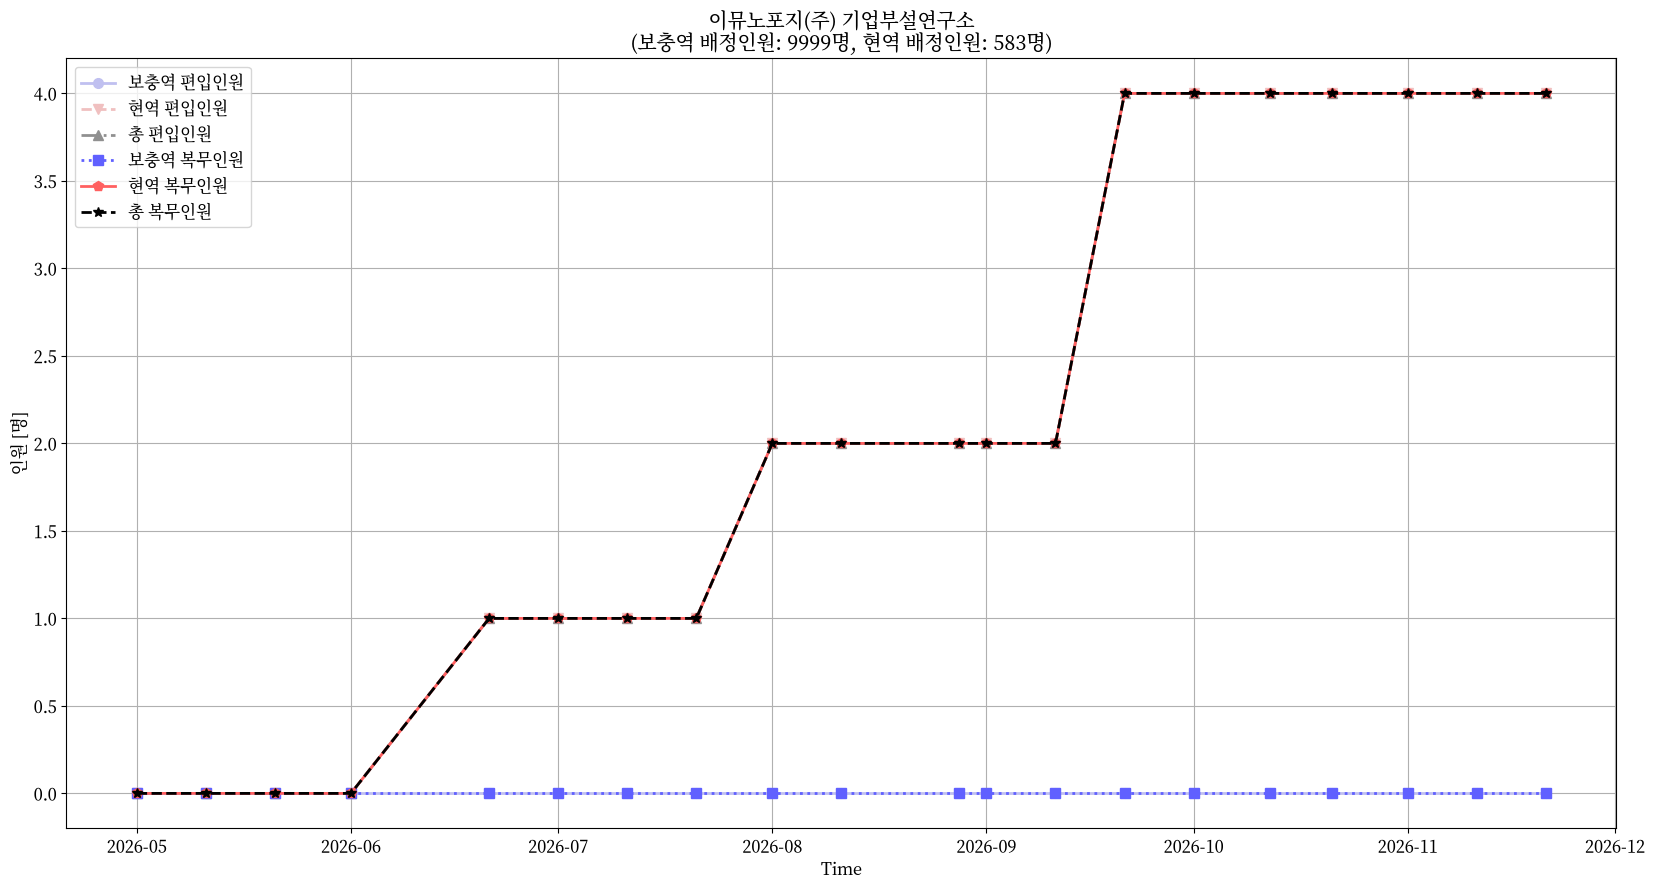 이뮤노포지(주) 기업부설연구소
(보충역 배정인원: 9999명, 현역 배정인원: 583명)
보충역 편입인원
현역 편입인원
총 편입인원
보충역 복무인원
현역 복무인원
총 복무인원
인원 [명]
4.0
3.5
3.0
2.5
2.0
1.5
1.0
0.5
0.0
2026-05
2026-06
2026-07
2026-08
2026-09
2026-10
2026-11
2026-12
Time